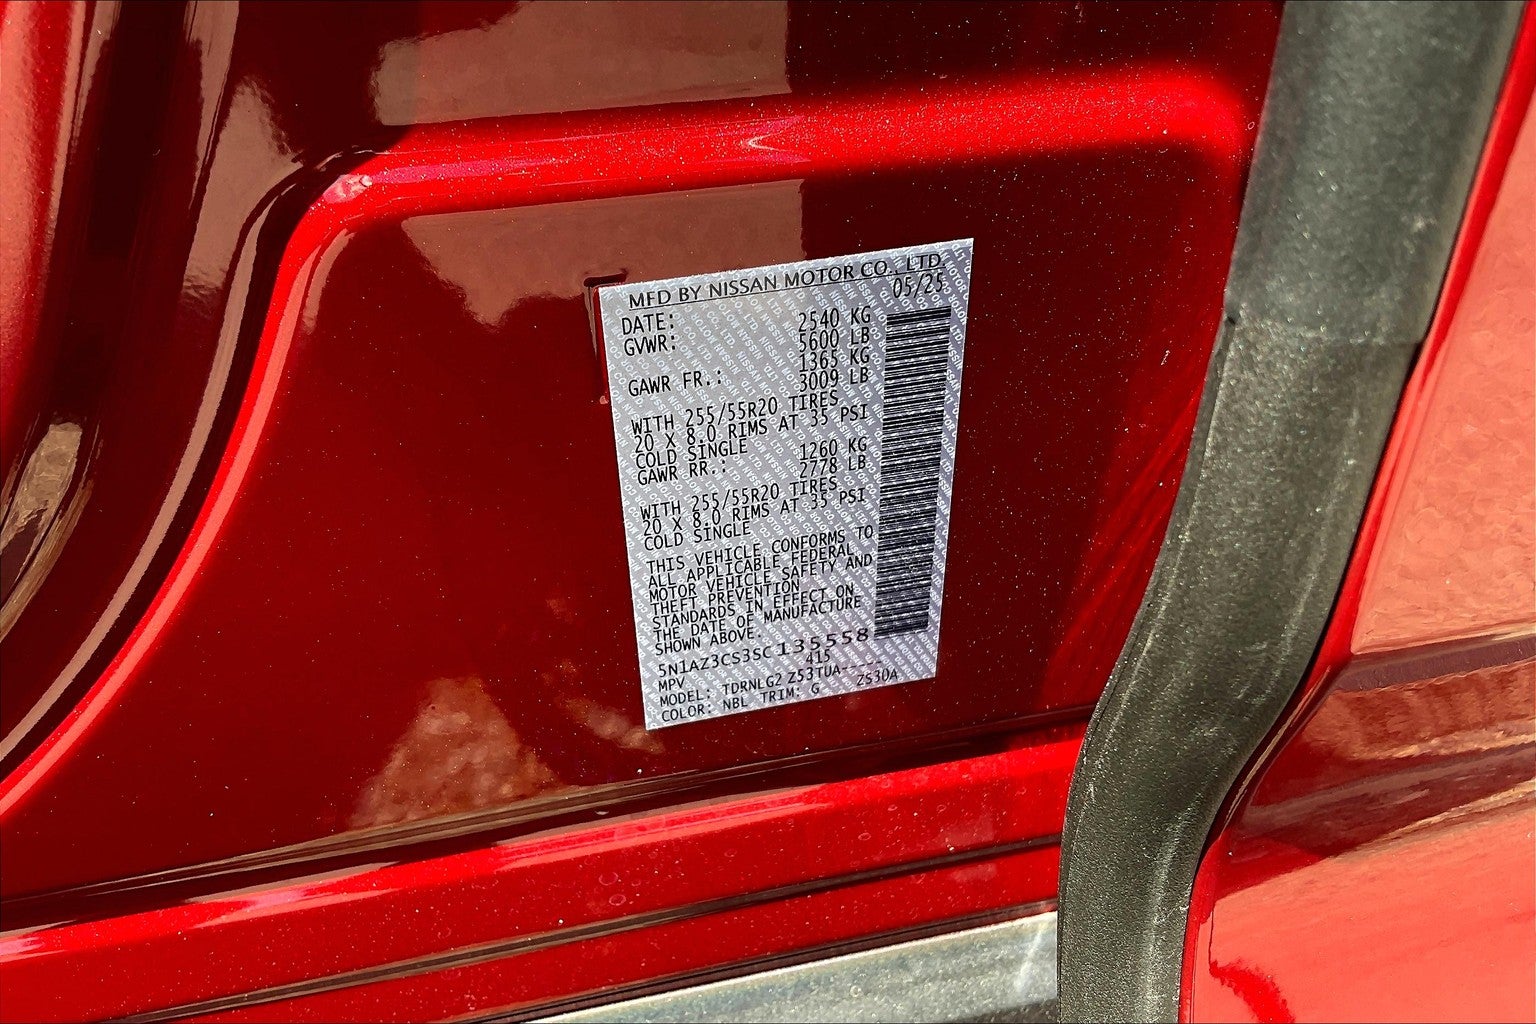 MFD BY NISSAN MOTOR CO., LTD.
DATE: 05/25
GVWR: 2540 KG
5600 LB
GAWR FR.: 1365 KG
3009 LB
WITH 255/55R20 TIRES
20 X 8.0 RIMS AT 35 PSI
COLD SINGLE
GAWR RR.: 1260 KG
2778 LB
WITH 255/55R20 TIRES
20 X 8.0 RIMS AT 35 PSI
COLD SINGLE
THIS VEHICLE CONFORMS TO
ALL APPLICABLE FEDERAL
MOTOR VEHICLE SAFETY AND
THEFT PREVENTION
STANDARDS IN EFFECT ON
THE DATE OF MANUFACTURE
SHOWN ABOVE.
5N1AZ3CS3SC135558
MPV 415
MODEL: TDRNLG2 Z53TUA-----
COLOR: NBL TRIM: G ZS30A